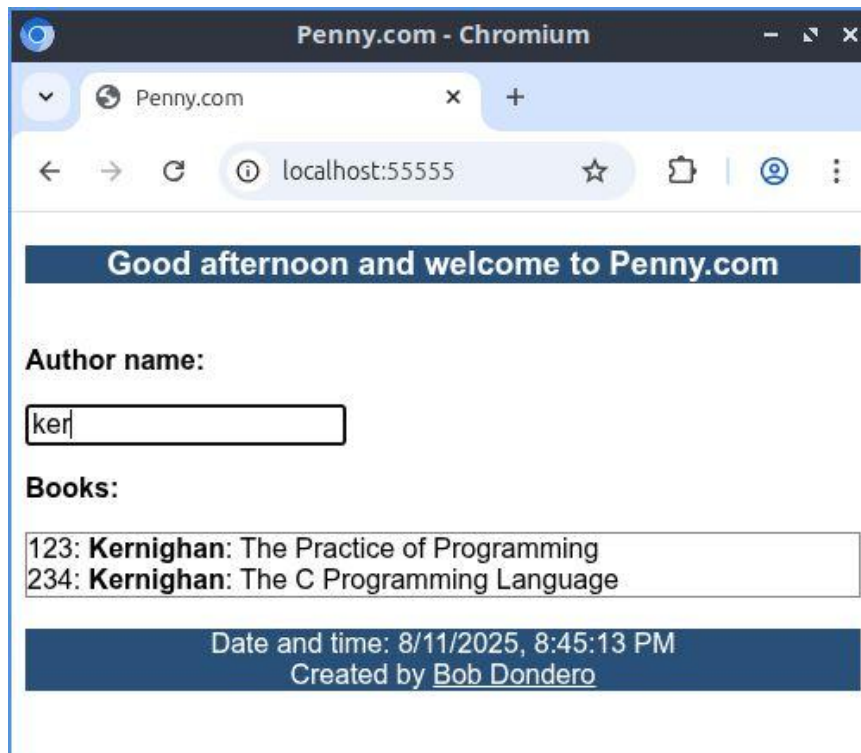 Penny.com - Chromium
Penny.com
localhost:55555
Good afternoon and welcome to Penny.com
Author name:
ker
Books:
123: Kernighan: The Practice of Programming
234: Kernighan: The C Programming Language
Date and time: 8/11/2025, 8:45:13 PM
Created by Bob Dondero